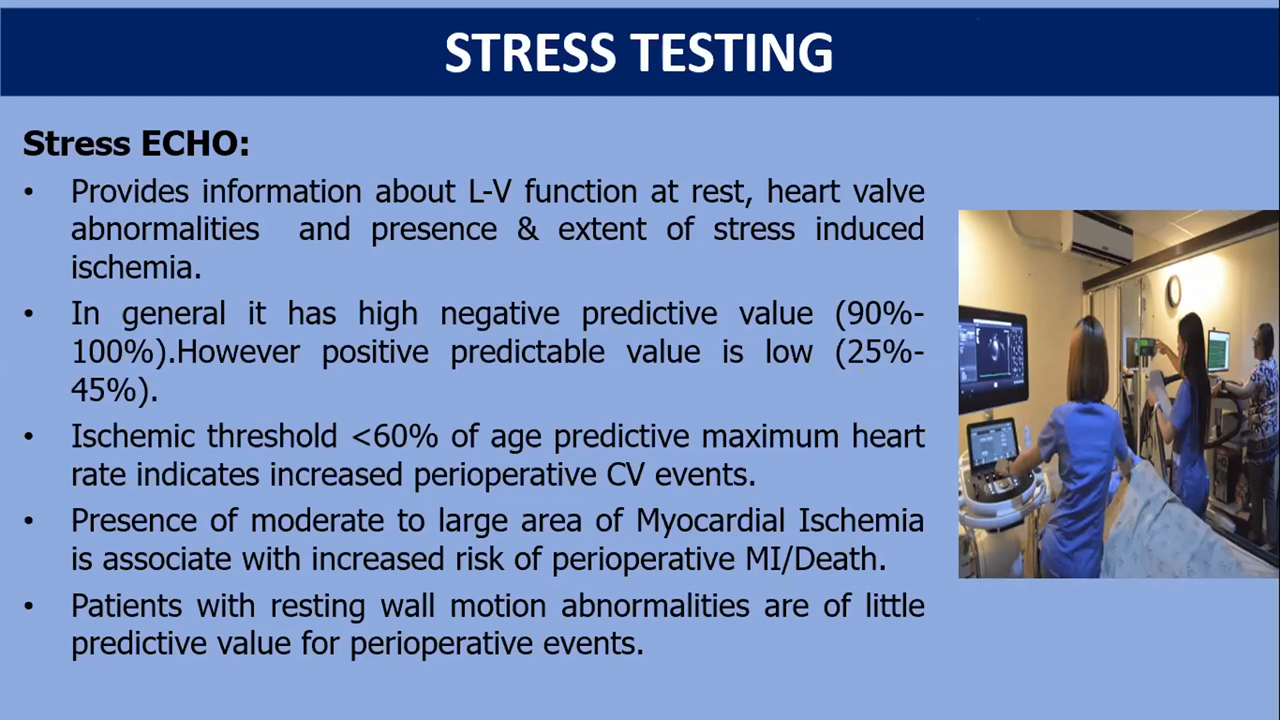 STRESS TESTING
Stress ECHO:
• Provides information about L-V function at rest, heart valve
abnormalities and presence & extent of stress induced
ischemia.
• In general it has high negative predictive value (90%-
100%).However positive predictable value is low (25%-
45%).
• Ischemic threshold <60% of age predictive maximum heart
rate indicates increased perioperative CV events.
• Presence of moderate to large area of Myocardial Ischemia
is associate with increased risk of perioperative MI/Death.
• Patients with resting wall motion abnormalities are of little
predictive value for perioperative events.